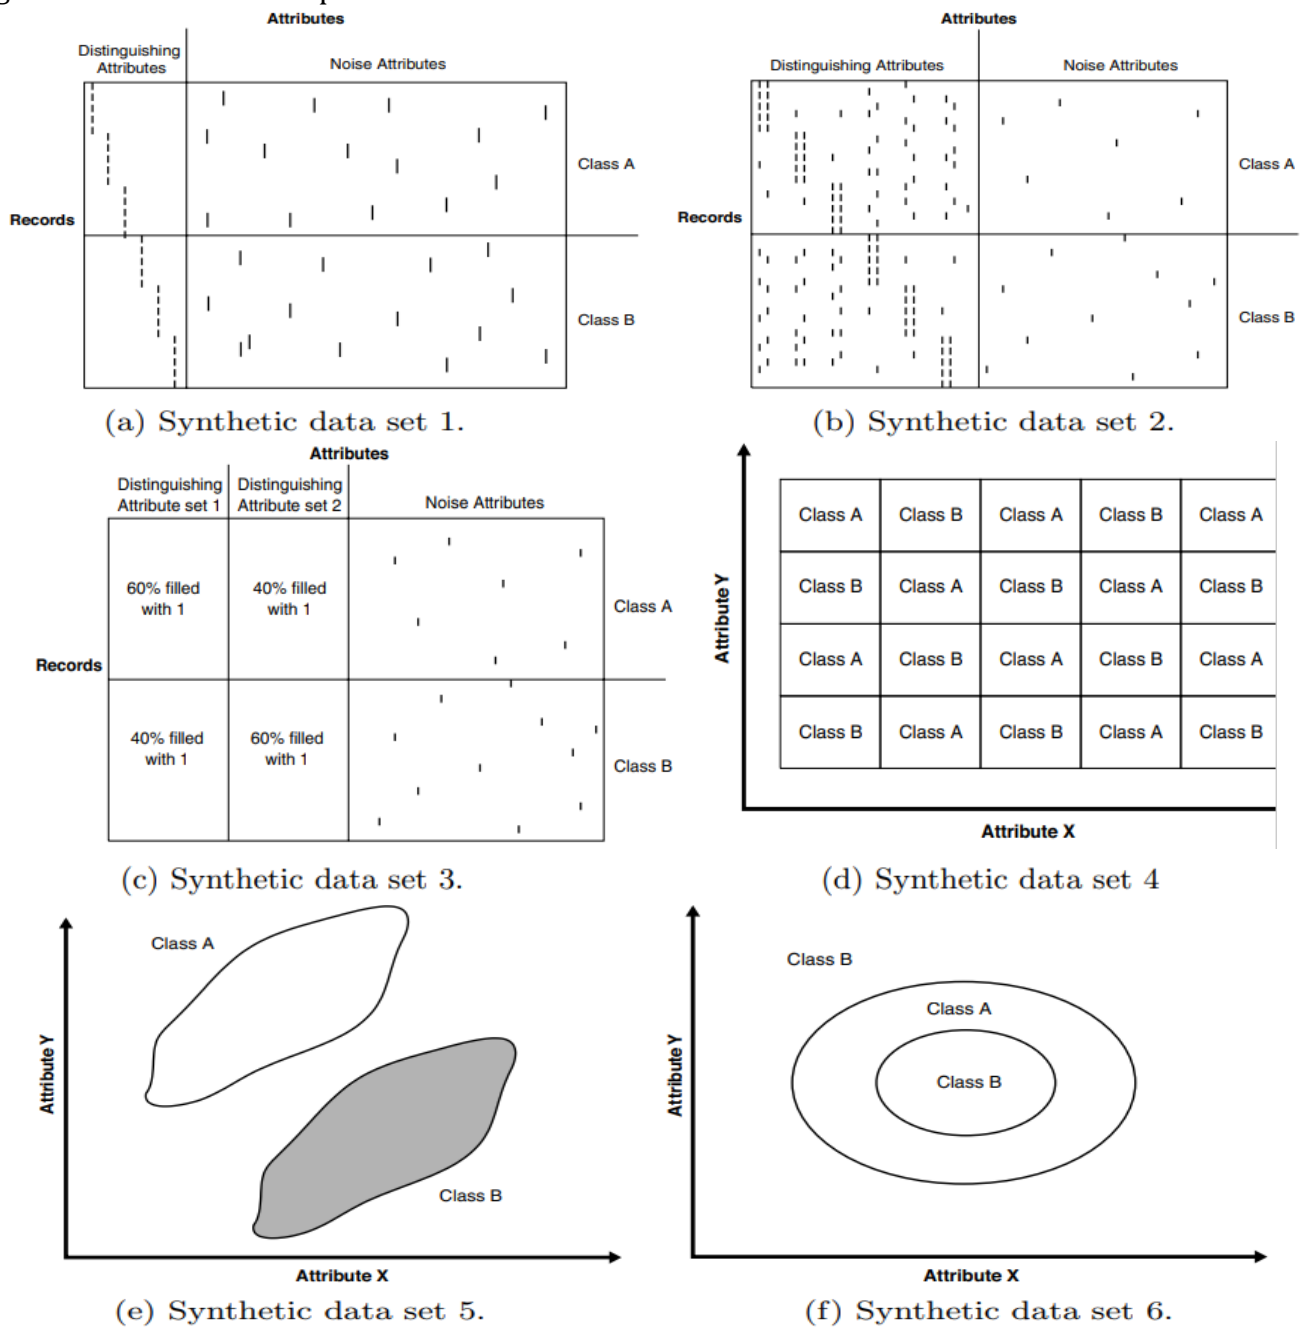 Attributes
Distinguishing
Attributes
Noise Attributes
Class A
Records
Class B
(a) Synthetic data set 1.
Attributes
Distinguishing Attributes
Noise Attributes
Class A
Records
Class B
(b) Synthetic data set 2.
Attributes
Distinguishing
Attribute set 1
Distinguishing
Attribute set 2
Noise Attributes
60% filled
with 1
40% filled
with 1
Class A
Records
40% filled
with 1
60% filled
with 1
Class B
(c) Synthetic data set 3.
Attribute Y
Class A Class B Class A Class B Class A
Class B Class A Class B Class A Class B
Class A Class B Class A Class B Class A
Class B Class A Class B Class A Class B
Attribute X
(d) Synthetic data set 4
Class A
Attribute Y
Class B
Attribute X
(e) Synthetic data set 5.
Class B
Class A
Attribute Y
Class B
Attribute X
(f) Synthetic data set 6.